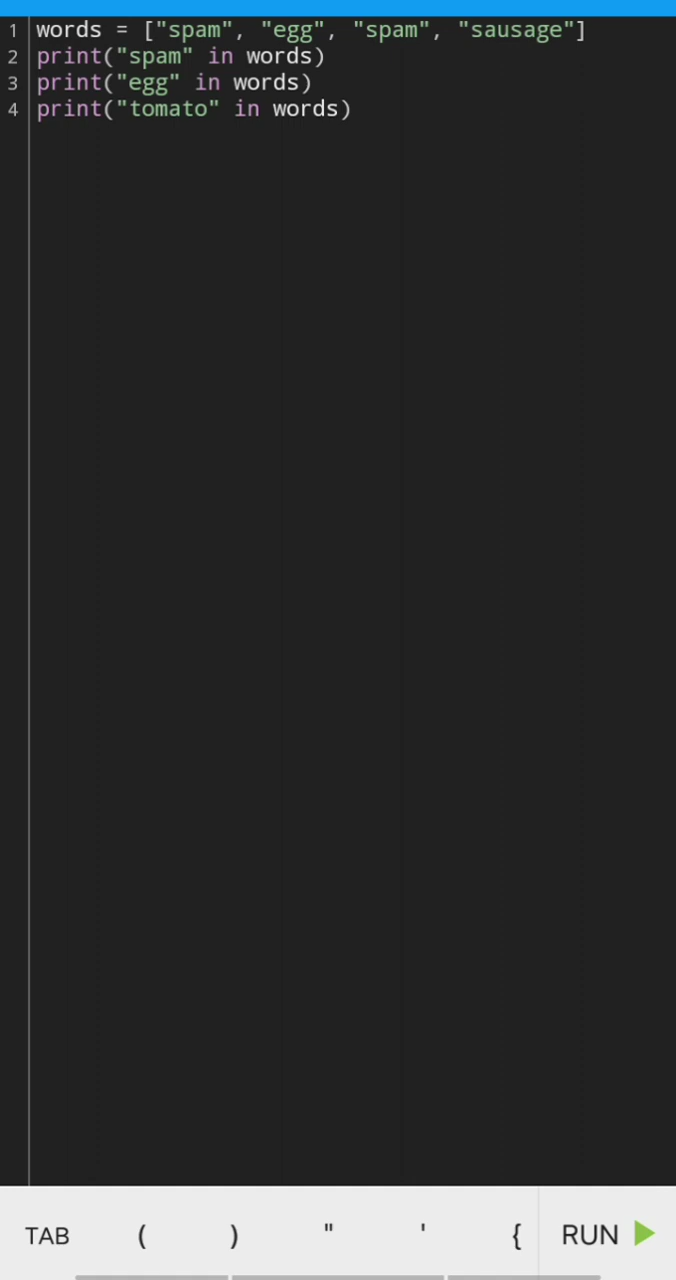 1 words = ["spam", "egg", "spam", "sausage"]
2 print("spam" in words)
3 print("egg" in words)
4 print("tomato" in words)
TAB ( ) " ' { RUN